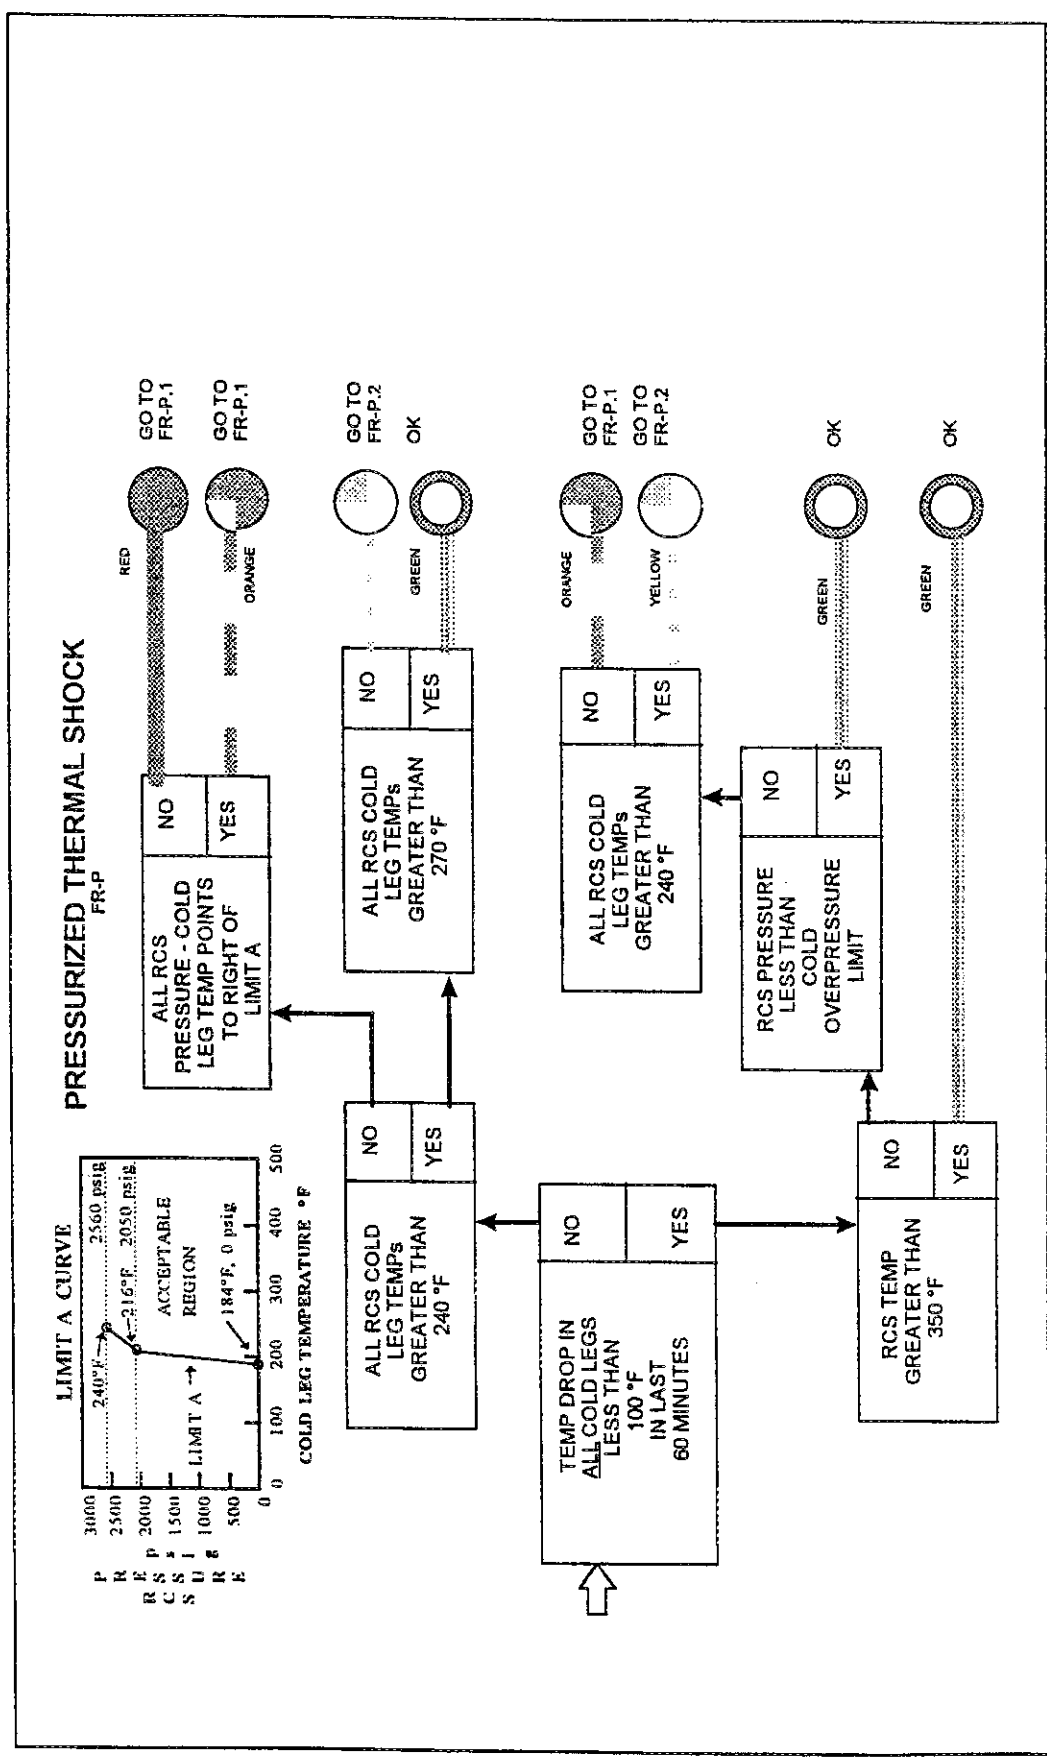 PRESSURIZED THERMAL SHOCK
FR-P
LIMIT A CURVE
RCS
PRESSURE
psig
3000
2500
2000
1500
1000
500
0
0
100
200
300
400
500
COLD LEG TEMPERATURE °F
240°F
2560 psig
216°F
2050 psig
ACCEPTABLE
REGION
LIMIT A
184°F, 0 psig
ALL RCS
PRESSURE - COLD
LEG TEMP POINTS
TO RIGHT OF
LIMIT A
NO
YES
RED
GO TO
FR-P.1
ORANGE
GO TO
FR-P.1
ALL RCS COLD
LEG TEMPs
GREATER THAN
240 °F
NO
YES
ALL RCS COLD
LEG TEMPs
GREATER THAN
270 °F
NO
YES
GO TO
FR-P.2
GREEN
OK
TEMP DROP IN
ALL COLD LEGS
LESS THAN
100 °F
IN LAST
60 MINUTES
NO
YES
ALL RCS COLD
LEG TEMPs
GREATER THAN
240 °F
NO
YES
ORANGE
GO TO
FR-P.1
YELLOW
GO TO
FR-P.2
RCS PRESSURE
LESS THAN
COLD
OVERPRESSURE
LIMIT
NO
YES
GREEN
OK
RCS TEMP
GREATER THAN
350 °F
NO
YES
GREEN
OK